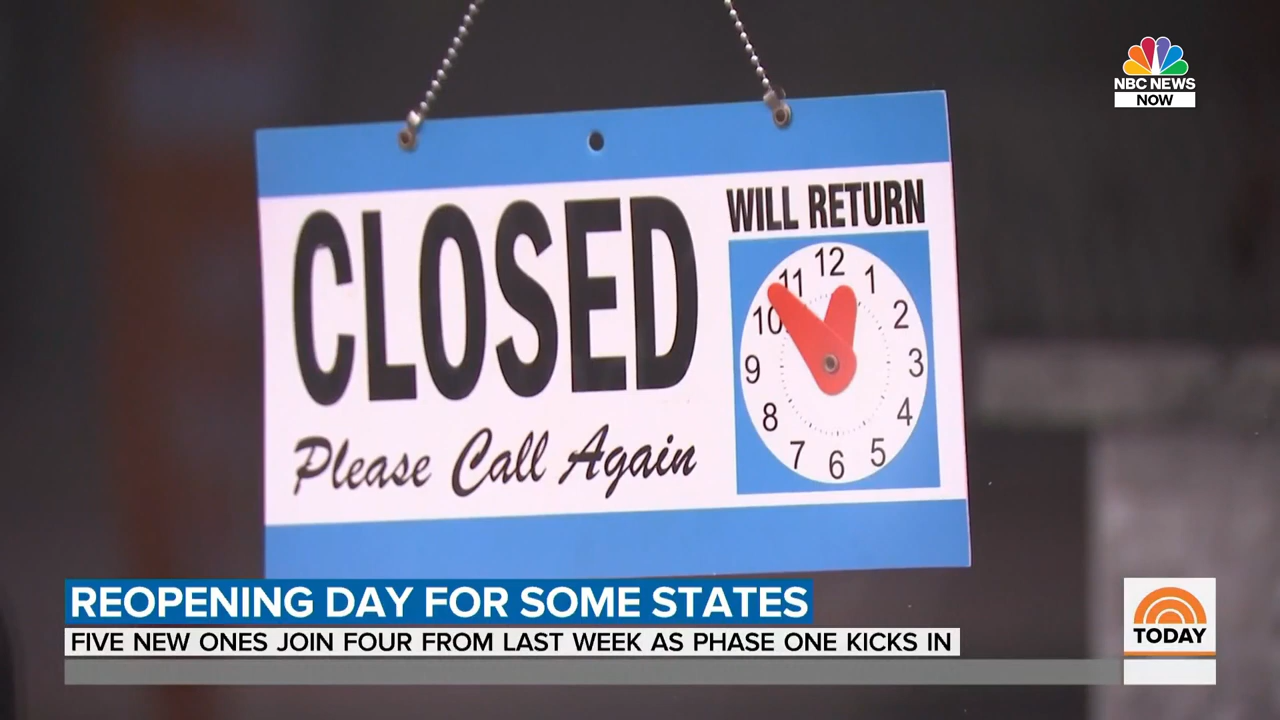 NBC NEWS
NOW
CLOSED
Please Call Again
WILL RETURN
12
1
2
3
4
5
6
7
8
9
10
11
REOPENING DAY FOR SOME STATES
FIVE NEW ONES JOIN FOUR FROM LAST WEEK AS PHASE ONE KICKS IN
TODAY